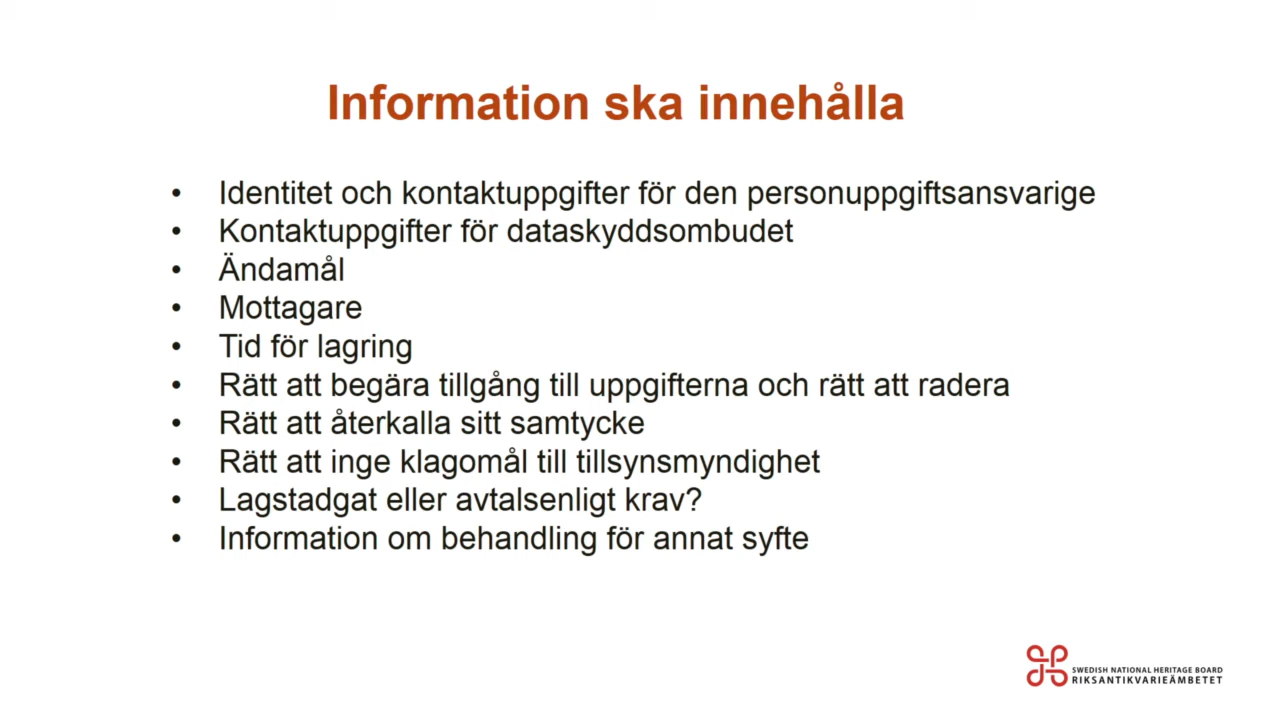 Information ska innehålla
• Identitet och kontaktuppgifter för den personuppgiftsansvarige
• Kontaktuppgifter för dataskyddsombudet
• Ändamål
• Mottagare
• Tid för lagring
• Rätt att begära tillgång till uppgifterna och rätt att radera
• Rätt att återkalla sitt samtycke
• Rätt att inge klagomål till tillsynsmyndighet
• Lagstadgat eller avtalsenligt krav?
• Information om behandling för annat syfte
SWEDISH NATIONAL HERITAGE BOARD
RIKSANTIKVARIEÄMBETET